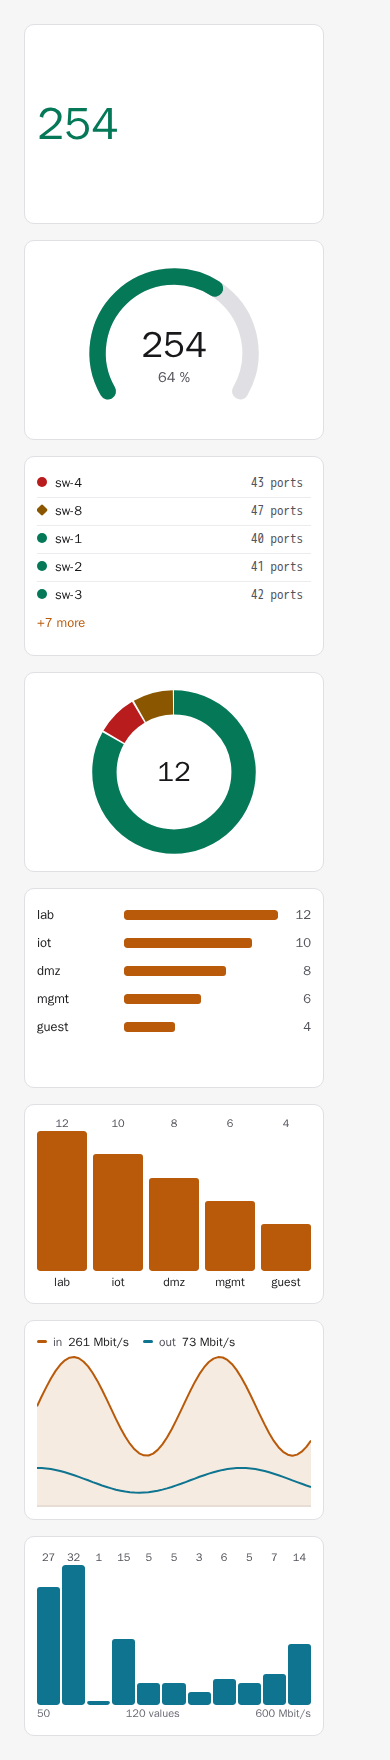 254
254
64 %
sw-4 43 ports
sw-8 47 ports
sw-1 40 ports
sw-2 41 ports
sw-3 42 ports
+7 more
12
lab 12
iot 10
dmz 8
mgmt 6
guest 4
12 10 8 6 4
lab iot dmz mgmt guest
in 261 Mbit/s out 73 Mbit/s
27 32 1 15 5 5 3 6 5 7 14
50 120 values 600 Mbit/s